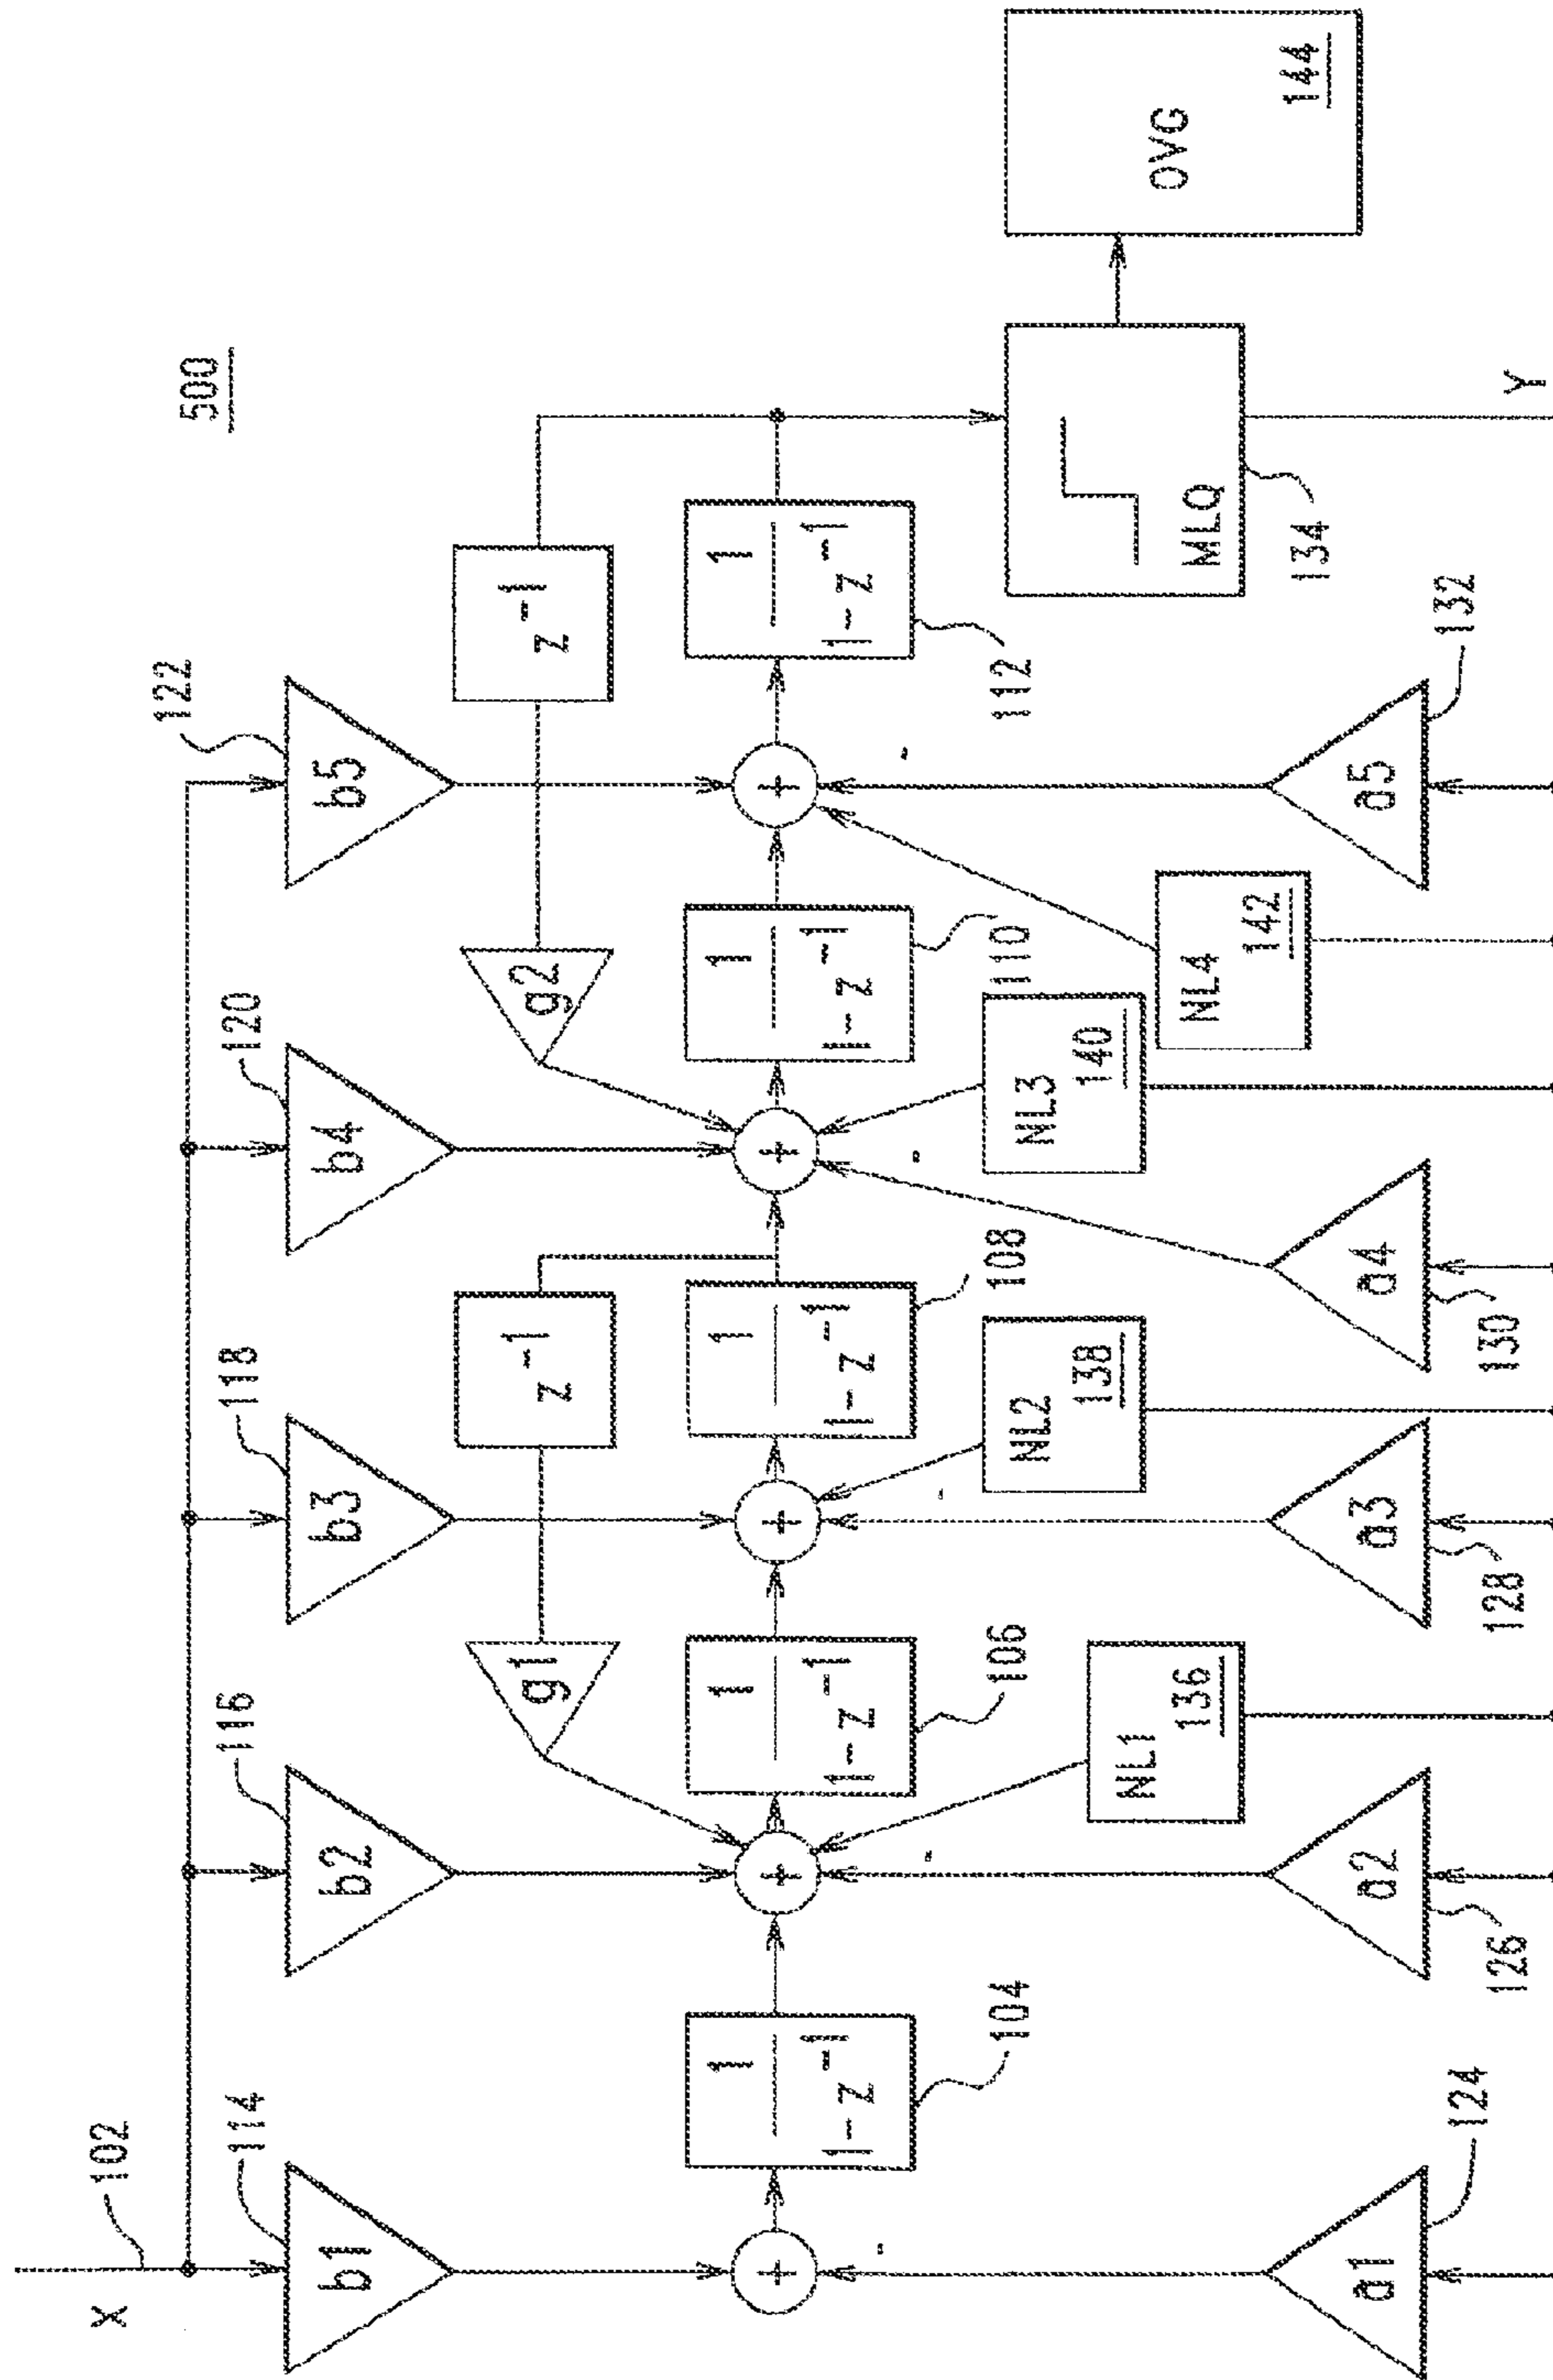 500
X
102
114
b1
116
b2
118
b3
120
b4
122
b5
g1
z⁻¹
g2
z⁻¹
+
1
1-z⁻¹
104
+
1
1-z⁻¹
106
+
1
1-z⁻¹
108
+
1
1-z⁻¹
110
+
1
1-z⁻¹
112
NL1
136
NL2
138
NL3
140
NL4
142
MLQ
134
OVG
144
a1
124
a2
126
a3
128
a4
130
a5
132
Y